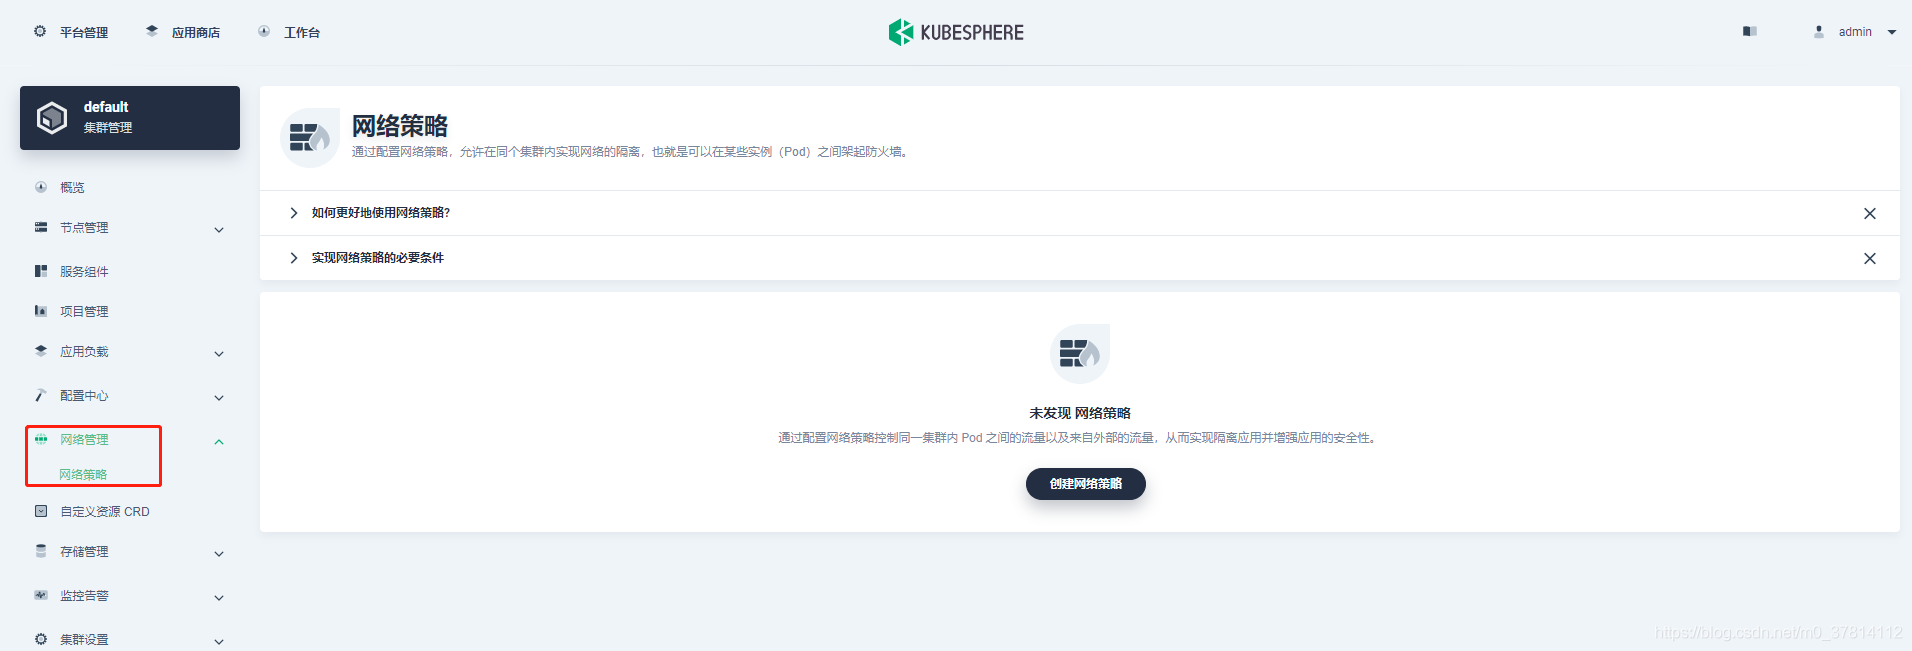 平台管理
应用商店
工作台
KUBESPHERE
admin
default
集群管理
概览
节点管理
服务组件
项目管理
应用负载
配置中心
网络管理
网络策略
自定义资源 CRD
存储管理
监控告警
集群设置
网络策略
通过配置网络策略，允许在同个集群内实现网络的隔离，也就是可以在某些实例（Pod）之间架起防火墙。
如何更好地使用网络策略?
实现网络策略的必要条件
未发现 网络策略
通过配置网络策略控制同一集群内 Pod 之间的流量以及来自外部的流量，从而实现隔离应用并增强应用的安全性。
创建网络策略
https://blog.csdn.net/m0_37814112